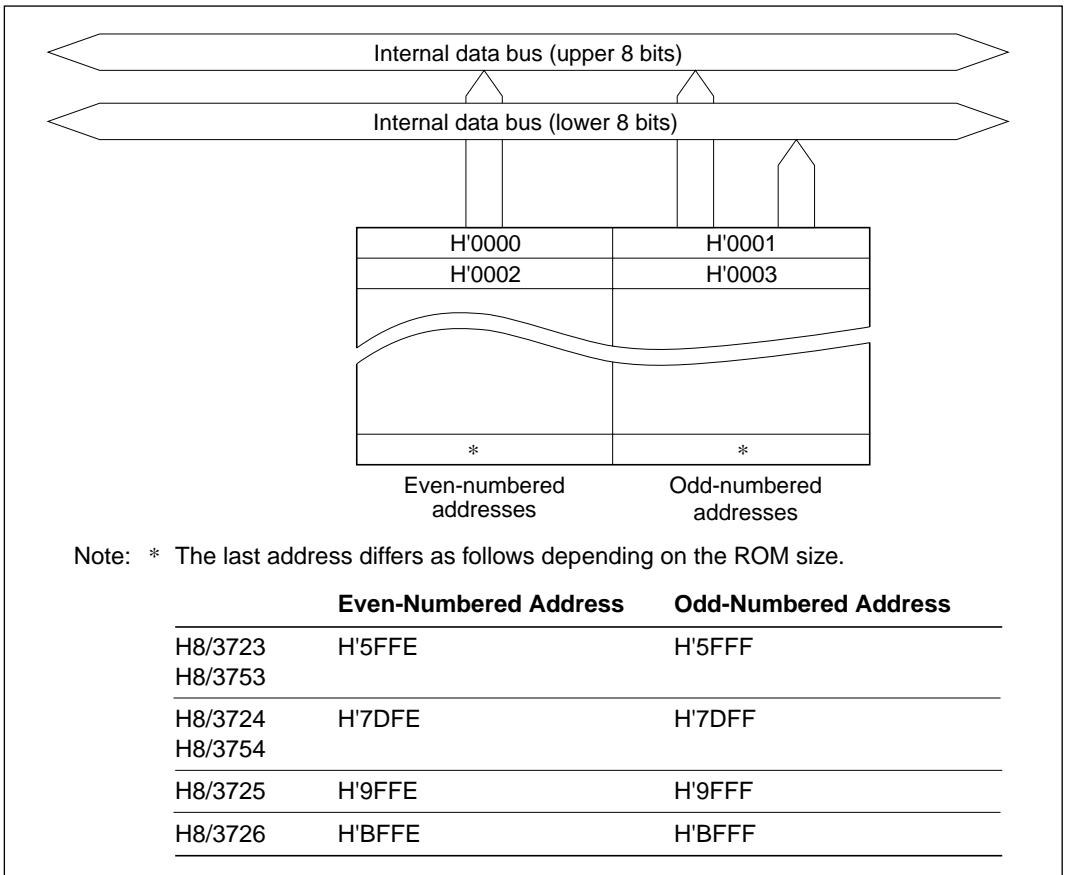 Internal data bus (upper 8 bits)
Internal data bus (lower 8 bits)
H'0000 H'0001
H'0002 H'0003
* *
Even-numbered addresses
Odd-numbered addresses
Note: * The last address differs as follows depending on the ROM size.
Even-Numbered Address Odd-Numbered Address
H8/3723 H'5FFE H'5FFF
H8/3753
H8/3724 H'7DFE H'7DFF
H8/3754
H8/3725 H'9FFE H'9FFF
H8/3726 H'BFFE H'BFFF